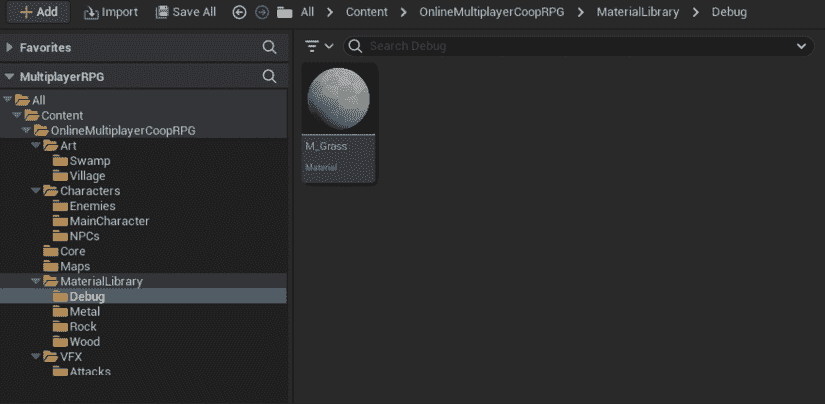 Add Import Save All All Content OnlineMultiplayerCoopRPG MaterialLibrary Debug
Favorites
Search Debug
MultiplayerRPG
All
Content
OnlineMultiplayerCoopRPG
Art
Swamp
Village
Characters
Enemies
MainCharacter
NPCs
Core
Maps
MaterialLibrary
Debug
Metal
Rock
Wood
VFX
Attacks
M_Grass
Material